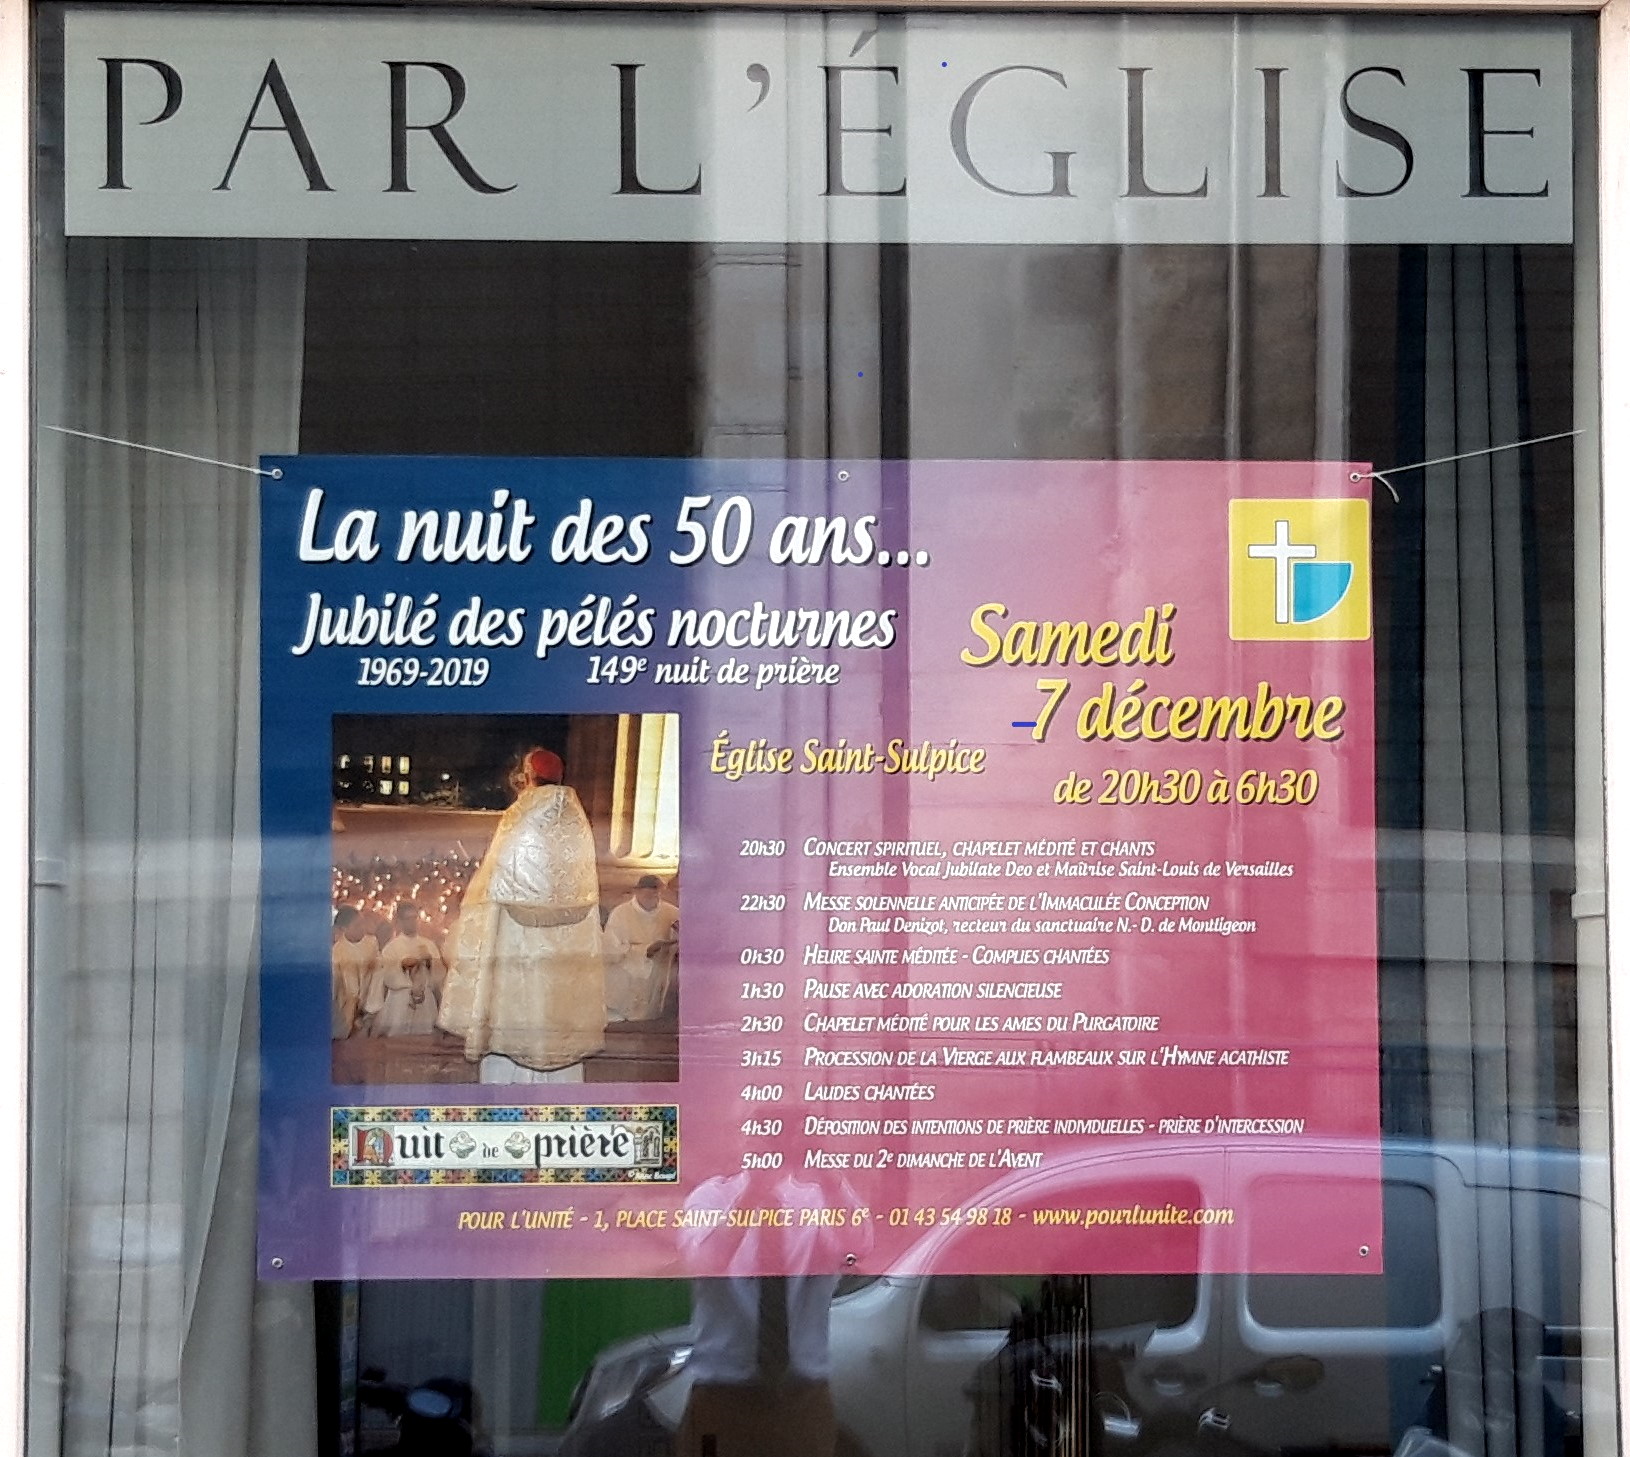 PAR L'ÉGLISE
La nuit des 50 ans...
Jubilé des pélés nocturnes
1969-2019 149e nuit de prière
Samedi
7 décembre
Église Saint-Sulpice
de 20h30 à 6h30
20h30 CONCERT SPIRITUEL, CHAPELET MÉDITÉ ET CHANTS
Ensemble Vocal Jubilate Deo et Maîtrise Saint-Louis de Versailles
22h30 MESSE SOLENNELLE ANTICIPÉE DE L'IMMACULÉE CONCEPTION
Don Paul Denizot, recteur du sanctuaire N.-D. de Montligeon
0h30 HEURE SAINTE MÉDITÉE - COMPLIES CHANTÉES
1h30 PAUSE AVEC ADORATION SILENCIEUSE
2h30 CHAPELET MÉDITÉ POUR LES AMES DU PURGATOIRE
3h15 PROCESSION DE LA VIERGE AUX FLAMBEAUX SUR L'HYMNE ACATHISTE
4h00 LAUDES CHANTÉES
4h30 DÉPOSITION DES INTENTIONS DE PRIÈRE INDIVIDUELLES - PRIÈRE D'INTERCESSION
5h00 MESSE DU 2e DIMANCHE DE L'AVENT
Nuit de prière
POUR L'UNITÉ - 1, PLACE SAINT-SULPICE PARIS 6e - 01 43 54 98 18 - www.pourlunite.com